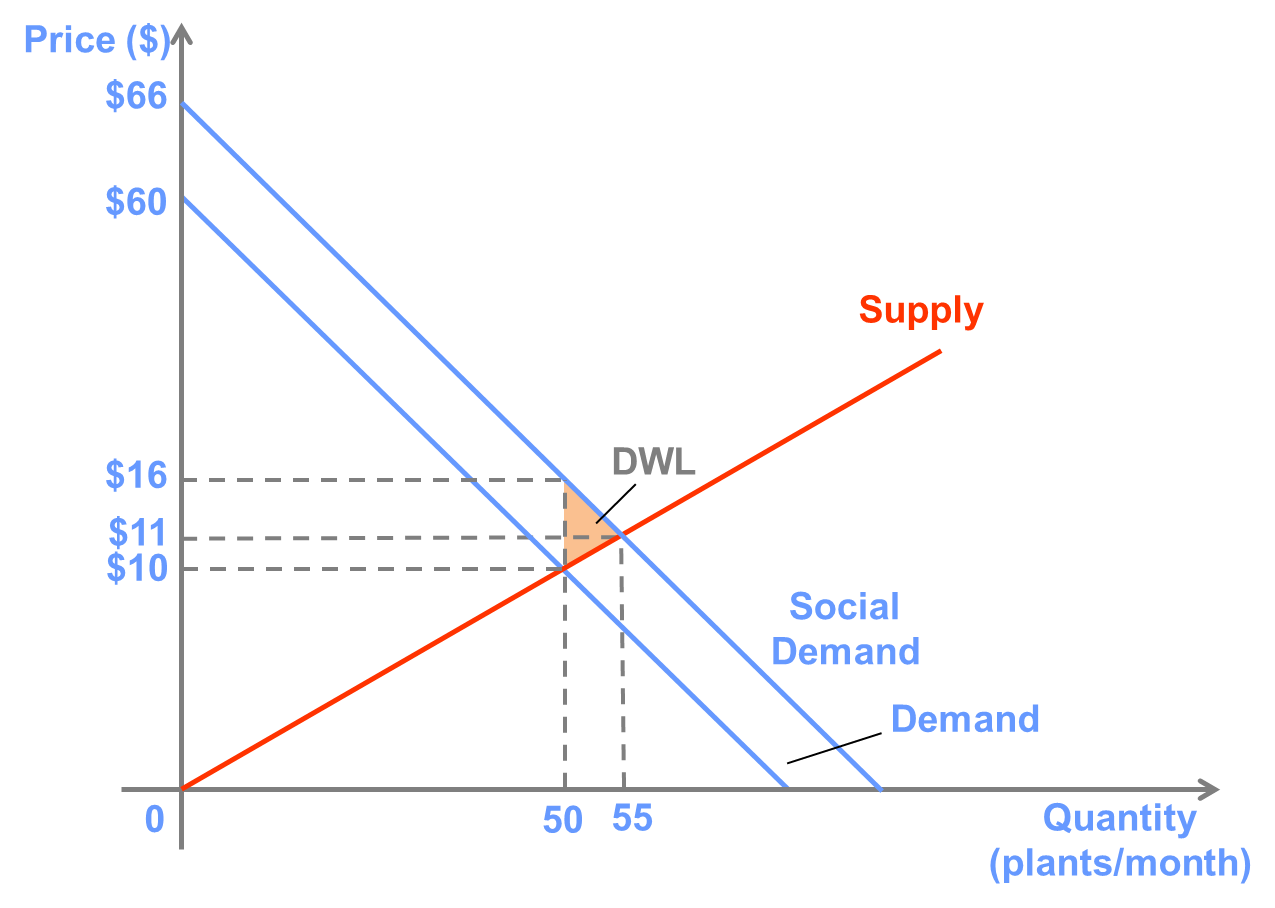 Price ($)
$66
$60
Supply
DWL
$16
$11
$10
Social
Demand
Demand
0
50
55
Quantity
(plants/month)